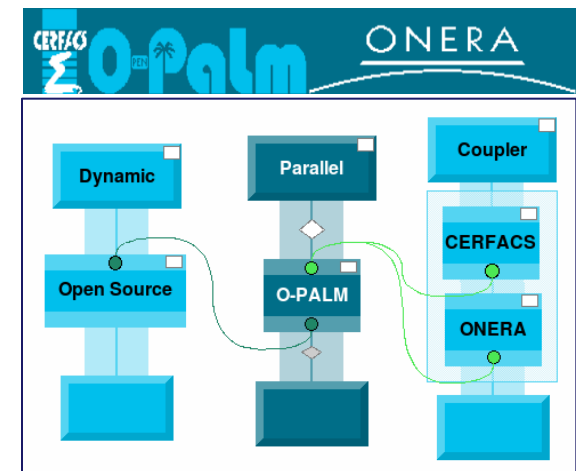 CERFACS
O-Palm
OPEN
ONERA
Dynamic
Parallel
Coupler
CERFACS
Open Source
O-PALM
ONERA